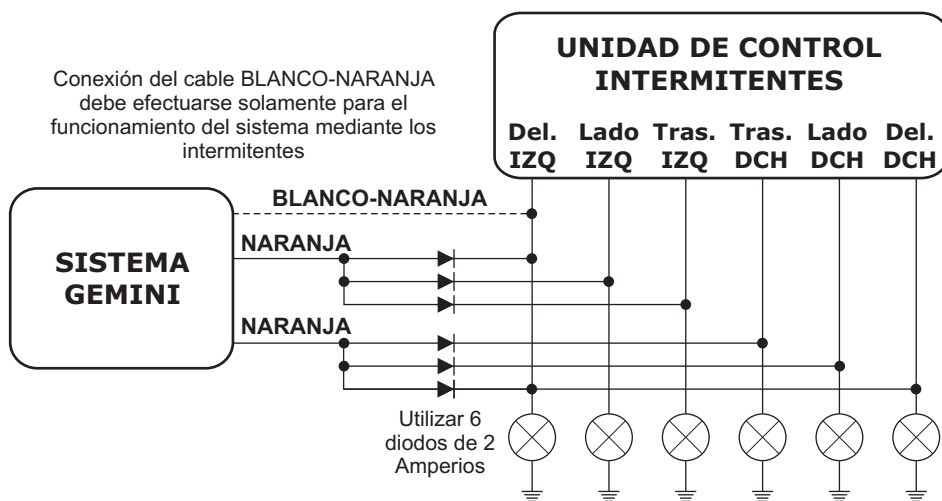 UNIDAD DE CONTROL
INTERMITENTES
Del. Lado Tras. Tras. Lado Del.
IZQ IZQ IZQ DCH DCH DCH
Conexión del cable BLANCO-NARANJA
debe efectuarse solamente para el
funcionamiento del sistema mediante los
intermitentes
BLANCO-NARANJA
NARANJA
SISTEMA
GEMINI
NARANJA
Utilizar 6
diodos de 2
Amperios